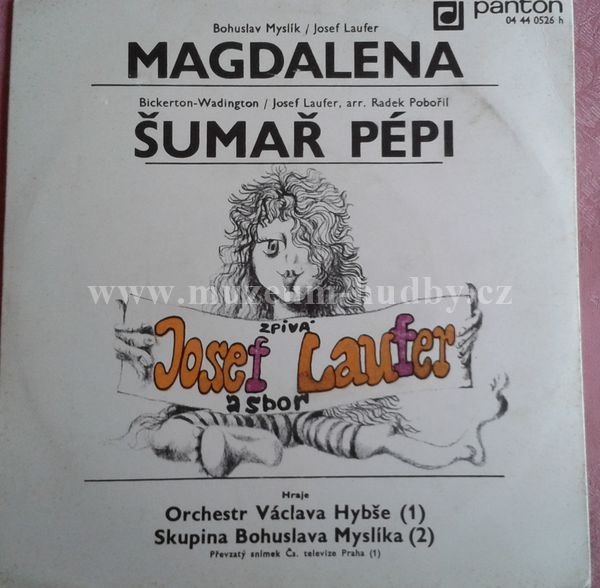 panton
04 44 0526 h
Bohuslav Myslík / Josef Laufer
MAGDALENA
Bickerton-Wadington / Josef Laufer, arr. Radek Pobořil
ŠUMAŘ PÉPI
www.muzeum-hudby.cz
zpívá
Josef Laufer
a sbor
Hraje
Orchestr Václava Hybše (1)
Skupina Bohuslava Myslíka (2)
Převzatý snímek Čs. televize Praha (1)